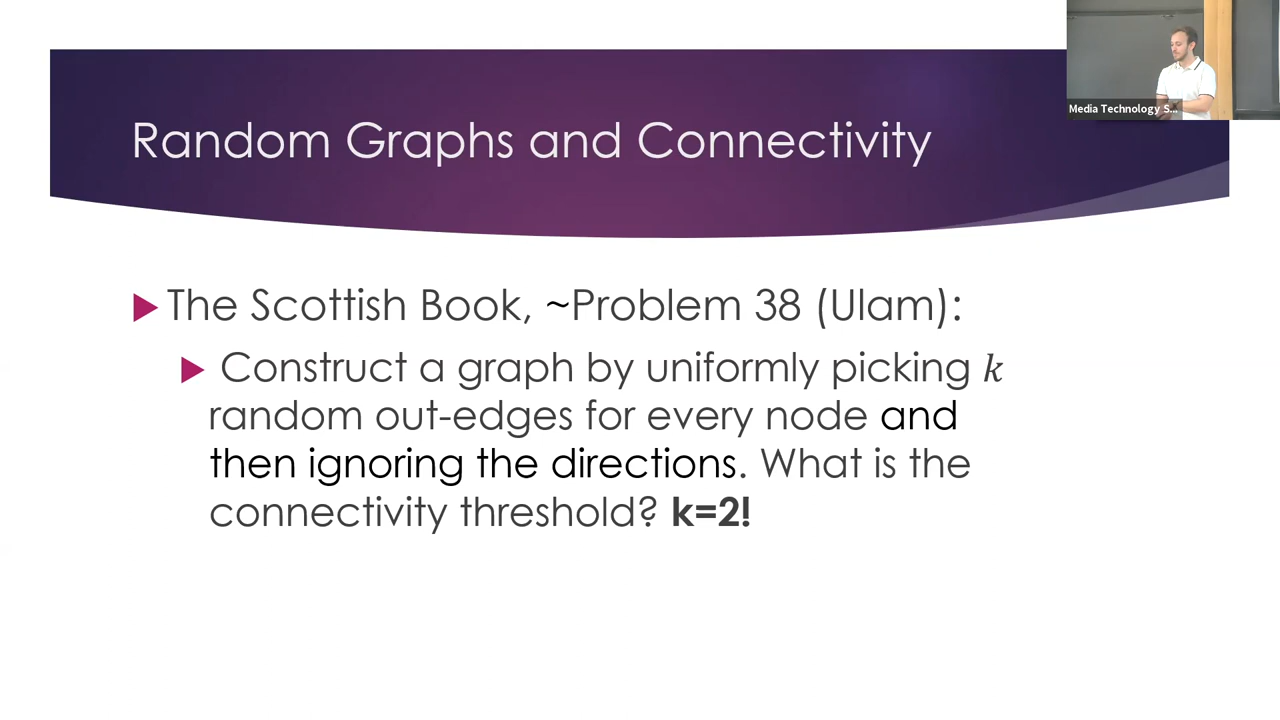 Media Technology S...
Random Graphs and Connectivity
The Scottish Book, ~Problem 38 (Ulam):
Construct a graph by uniformly picking k
random out-edges for every node and
then ignoring the directions. What is the
connectivity threshold? k=2!